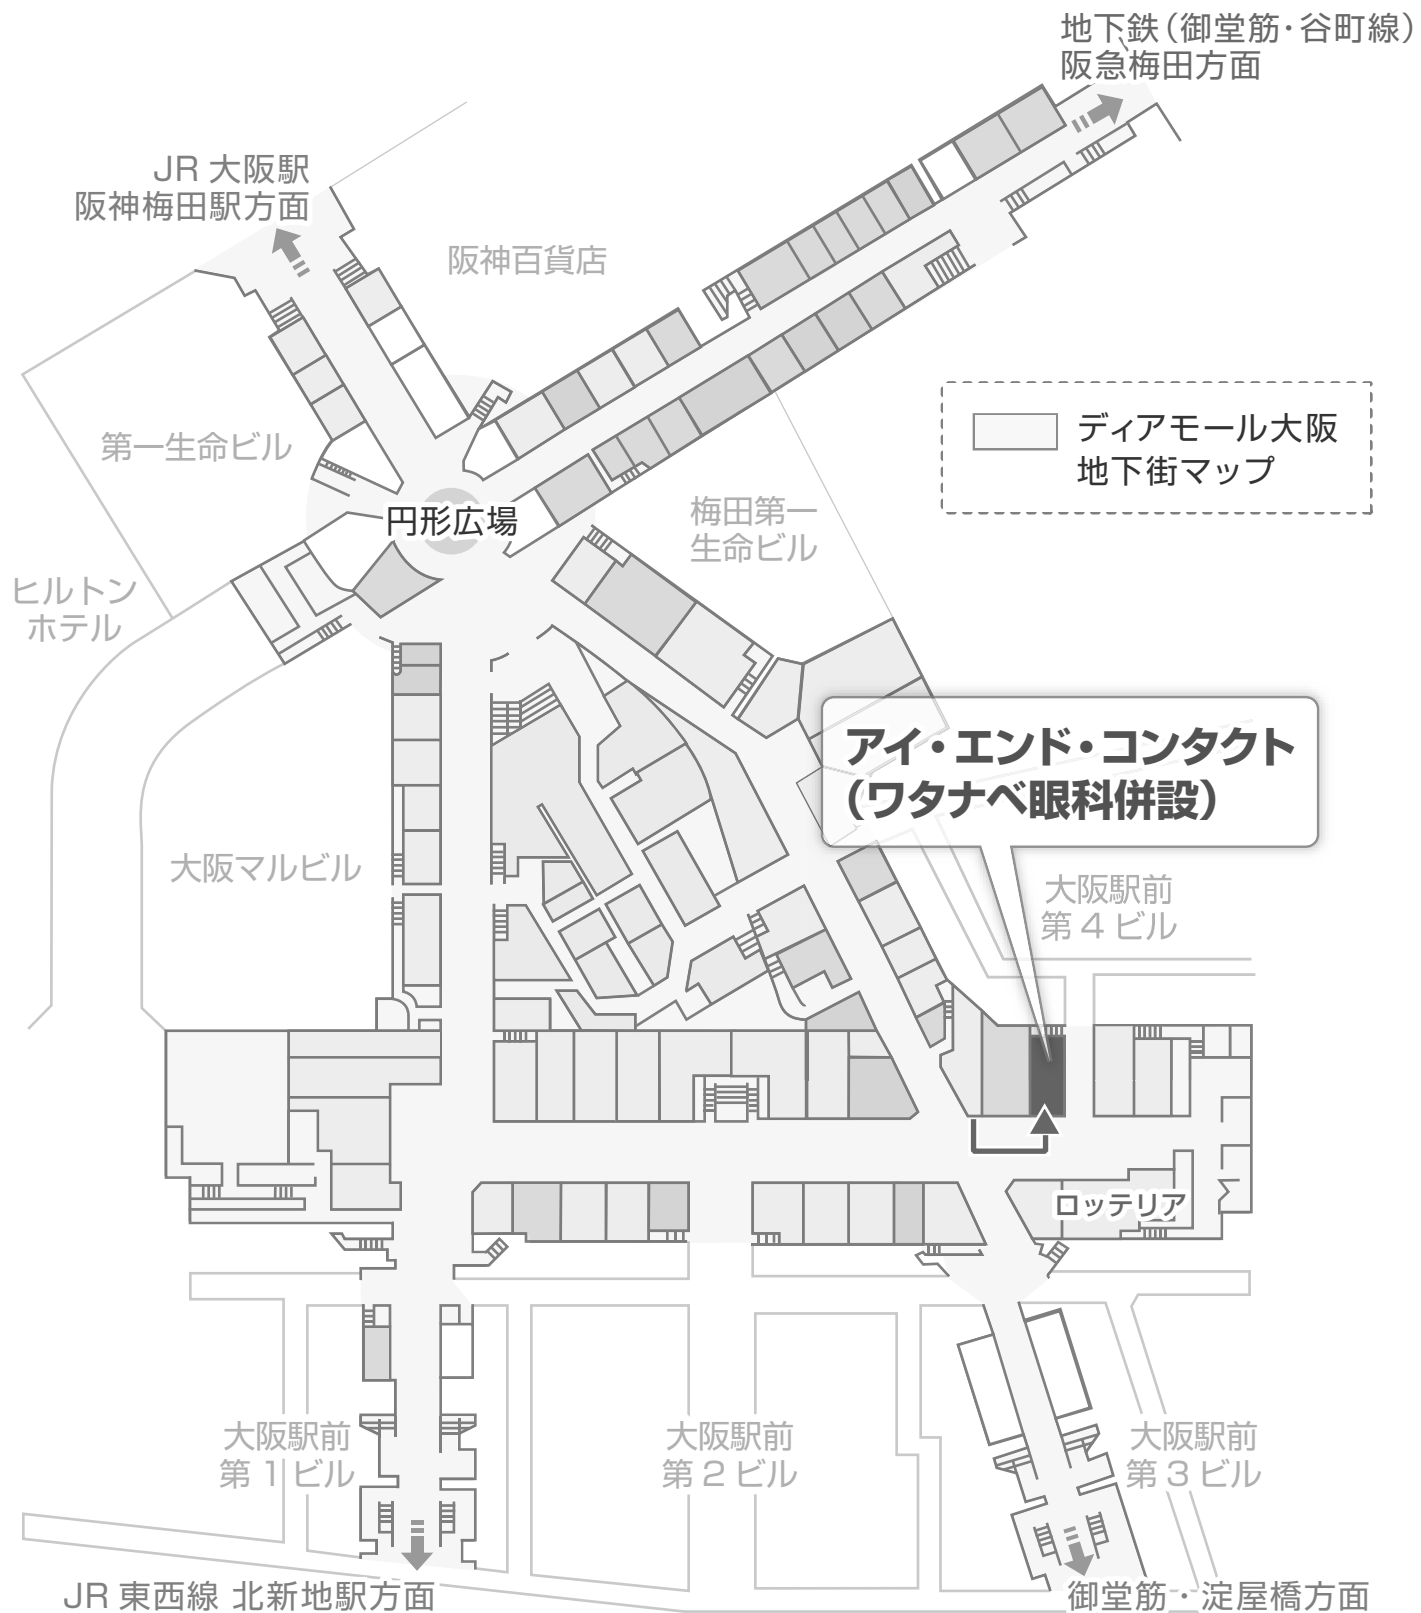 地下鉄（御堂筋・谷町線）
阪急梅田方面
JR 大阪駅
阪神梅田駅方面
阪神百貨店
第一生命ビル
ディアモール大阪
地下街マップ
円形広場
梅田第一
生命ビル
ヒルトン
ホテル
アイ・エンド・コンタクト
（ワタナベ眼科併設）
大阪マルビル
大阪駅前
第 4 ビル
ロッテリア
大阪駅前
第 1 ビル
大阪駅前
第 2 ビル
大阪駅前
第 3 ビル
JR 東西線 北新地駅方面
御堂筋・淀屋橋方面